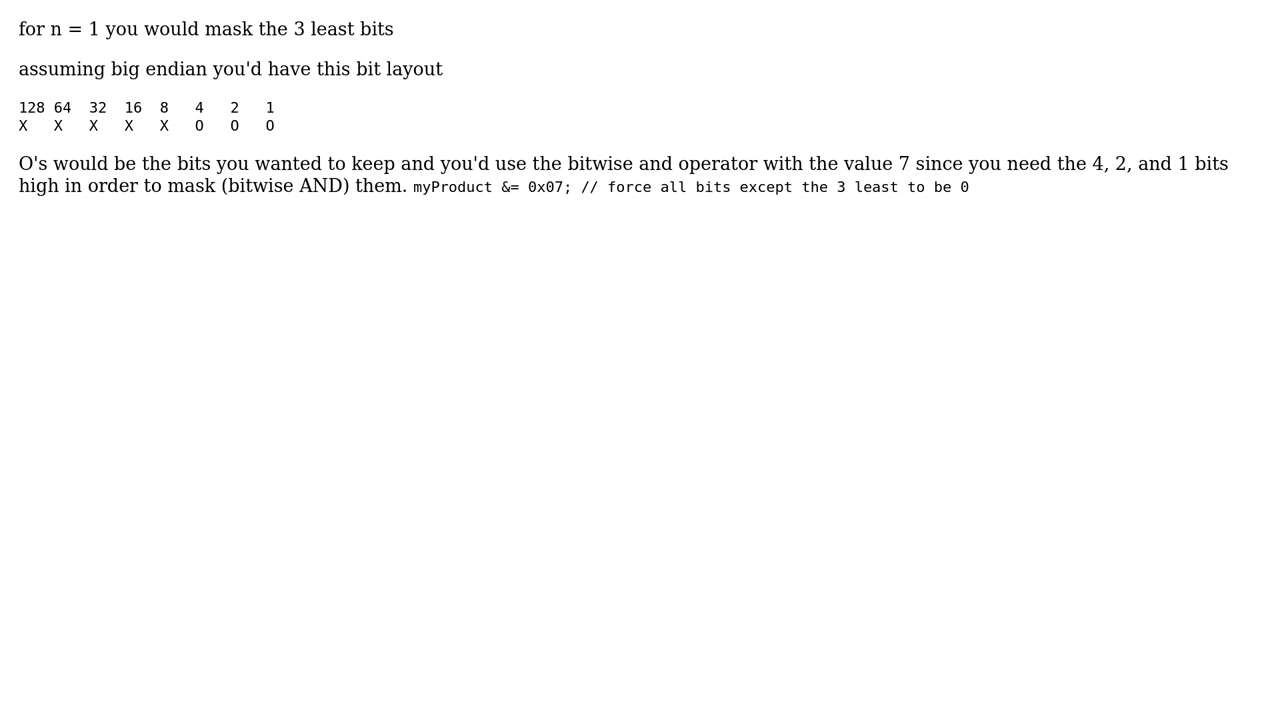 for n = 1 you would mask the 3 least bits
assuming big endian you'd have this bit layout
128 64  32  16  8   4   2   1
X   X   X   X   X   O   O   O
O's would be the bits you wanted to keep and you'd use the bitwise and operator with the value 7 since you need the 4, 2, and 1 bits
high in order to mask (bitwise AND) them. myProduct &= 0x07; // force all bits except the 3 least to be 0